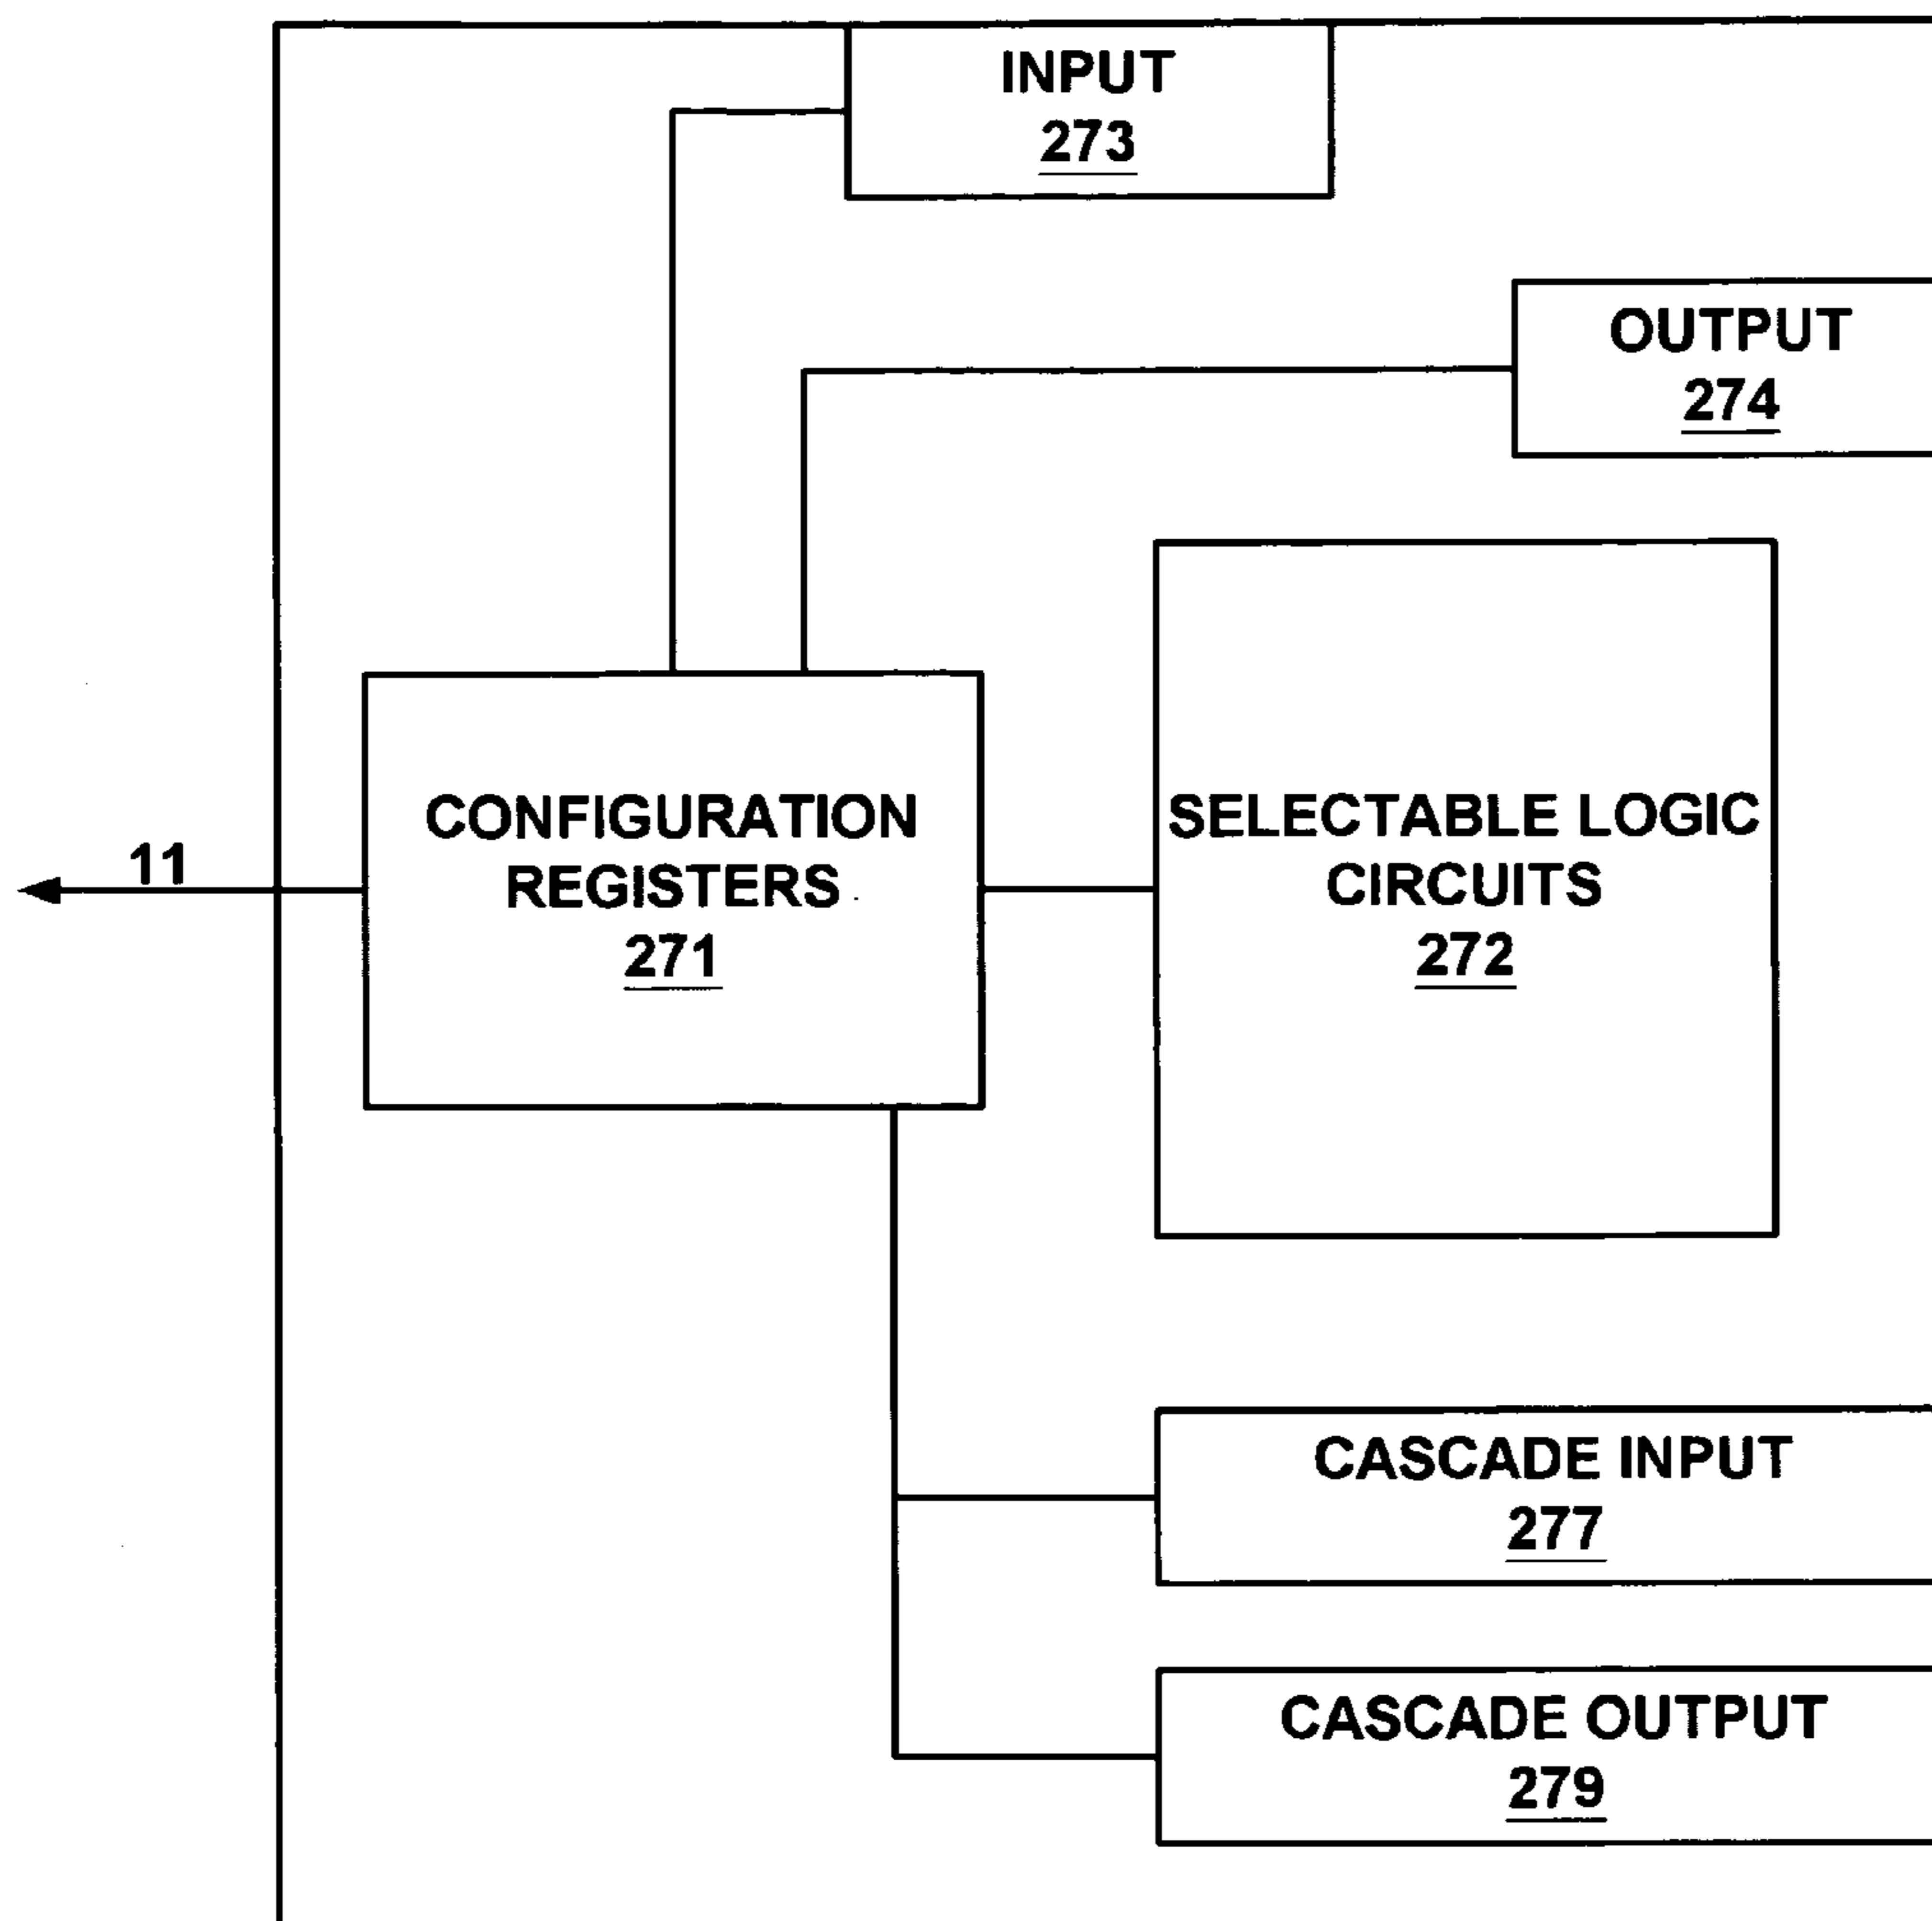 INPUT
273
OUTPUT
274
CONFIGURATION
REGISTERS
271
SELECTABLE LOGIC
CIRCUITS
272
11
CASCADE INPUT
277
CASCADE OUTPUT
279